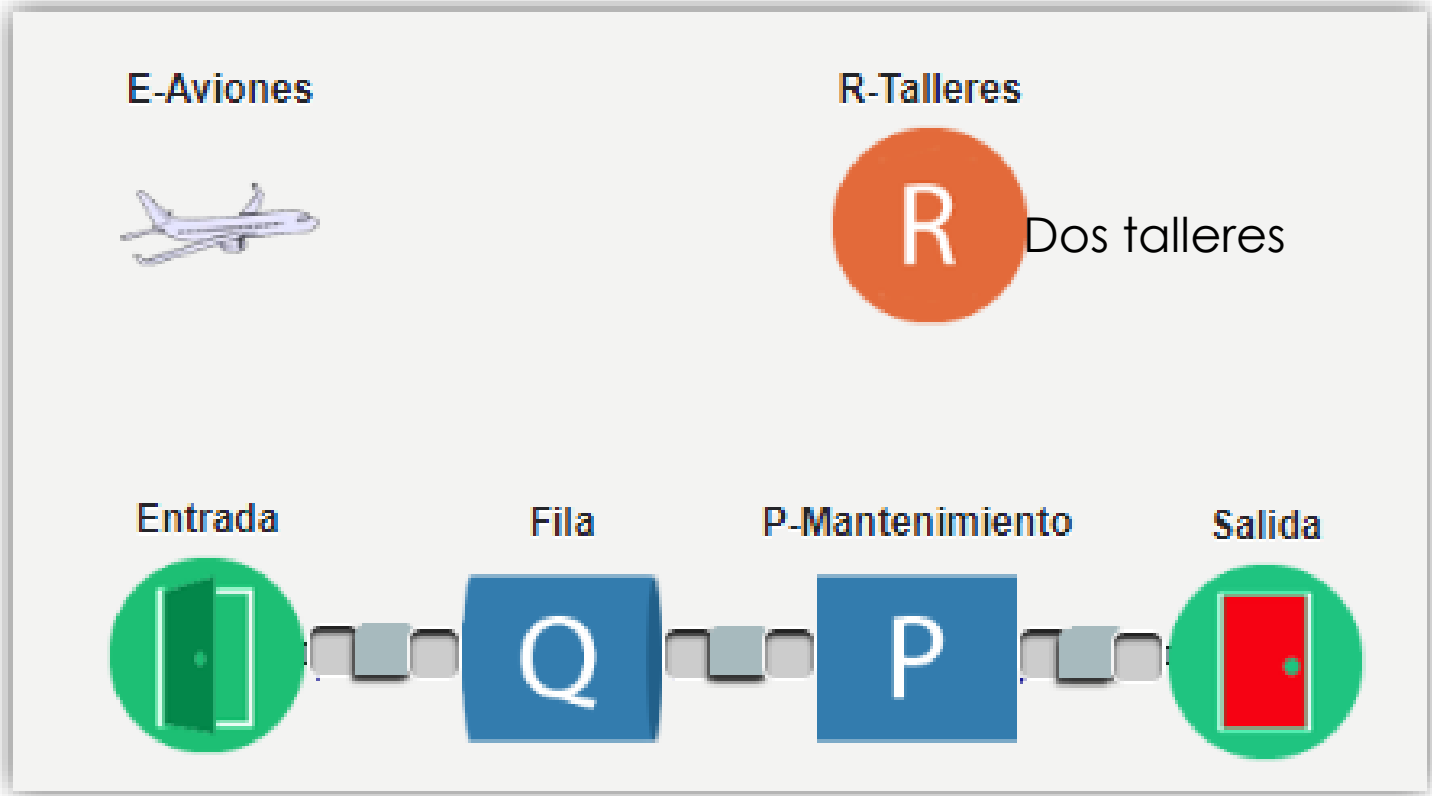 E-Aviones
R-Talleres
R
Dos talleres
Entrada
Fila
P-Mantenimiento
Salida
Q
P